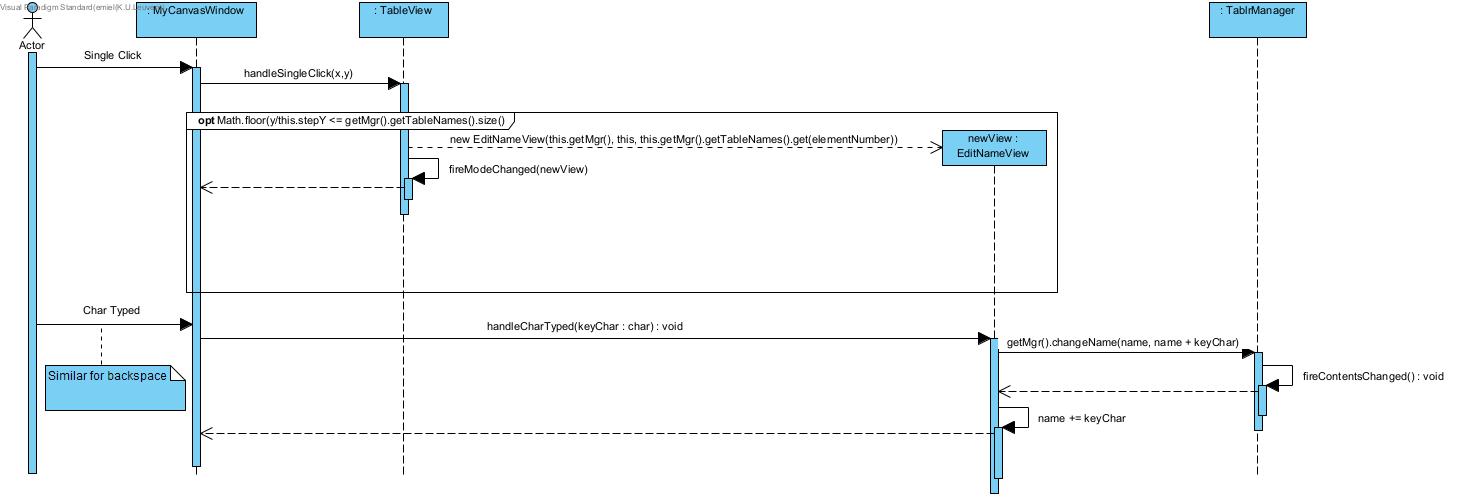 Visual Paradigm Standard(emiel(K.U.Leuven))
: MyCanvasWindow
: TableView
: TablrManager
Actor
Single Click
handleSingleClick(x,y)
opt Math.floor(y/this.stepY <= getMgr().getTableNames().size()
new EditNameView(this.getMgr(), this, this.getMgr().getTableNames().get(elementNumber))
newView :
EditNameView
fireModeChanged(newView)
Char Typed
handleCharTyped(keyChar : char) : void
getMgr().changeName(name, name + keyChar)
Similar for backspace
fireContentsChanged() : void
name += keyChar